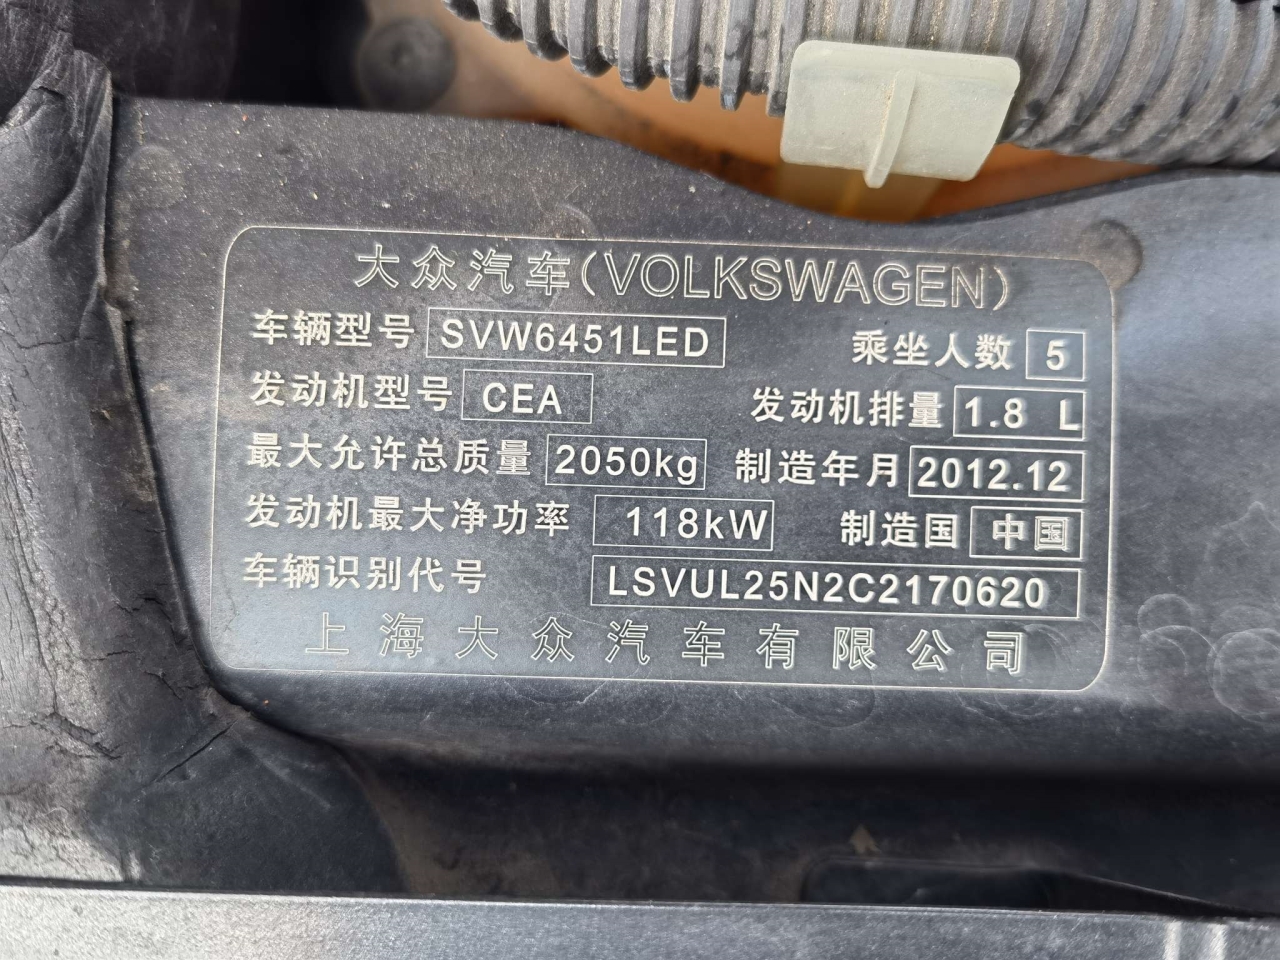 大众汽车(VOLKSWAGEN)
车辆型号 SVW6451LED 乘坐人数 5
发动机型号 CEA 发动机排量 1.8 L
最大允许总质量 2050kg 制造年月 2012.12
发动机最大净功率 118kW 制造国 中国
车辆识别代号 LSVUL25N2C2170620
上海大众汽车有限公司